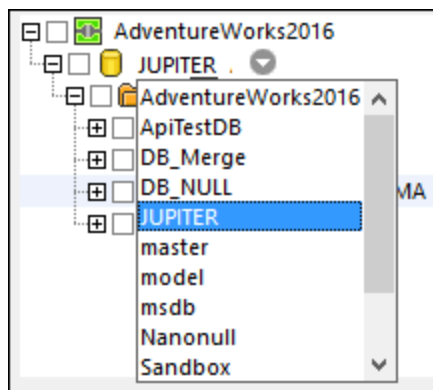 AdventureWorks2016
JUPITER .
AdventureWorks2016
ApiTestDB
DB_Merge
DB_NULL
MA
JUPITER
master
model
msdb
Nanonull
Sandbox